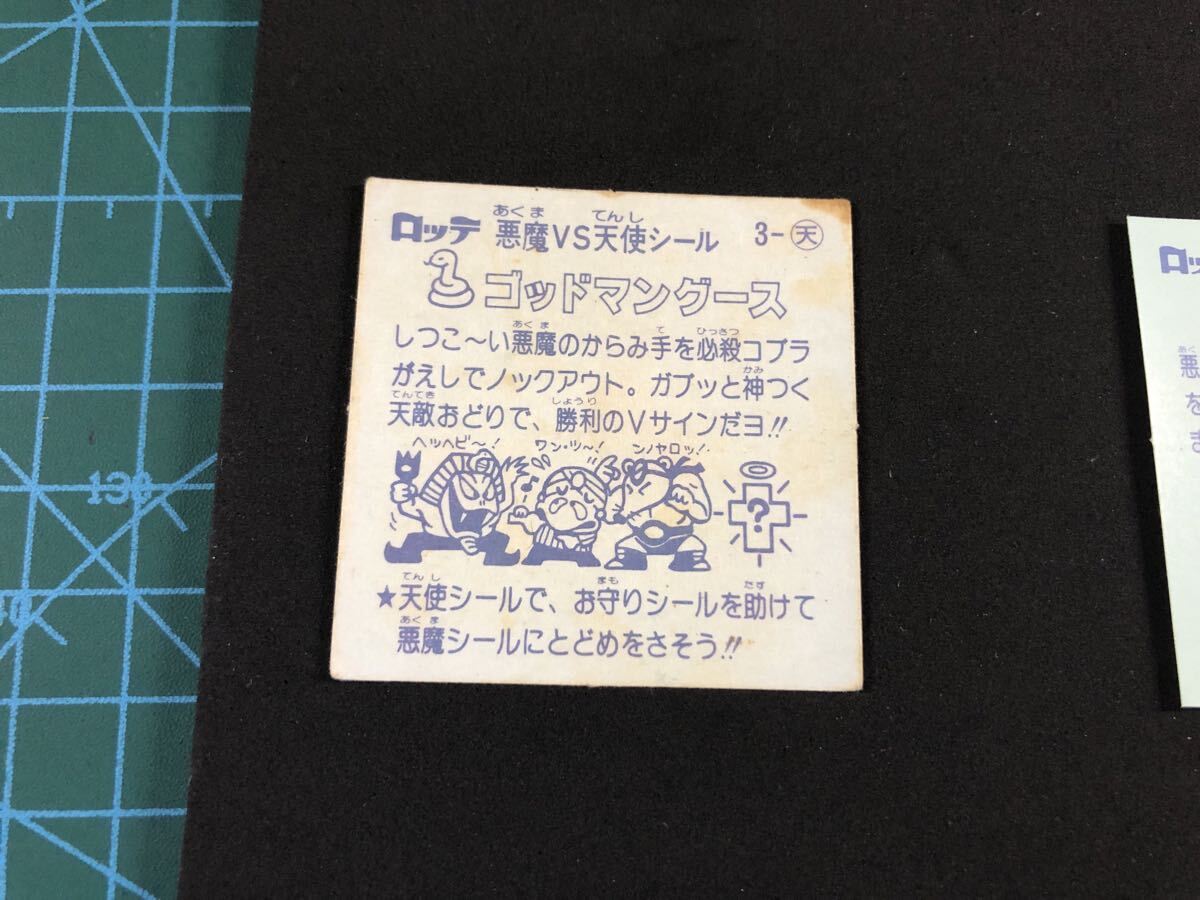 ロッテ 悪魔VS天使シール 3-天
あくま てんし
ゴッドマングース
しつこ〜い悪魔のからみ手を必殺コブラ
あくま て ひっさつ
がえしでノックアウト。ガブッと神つく
かみ
天敵おどりで、勝利のVサインだヨ!!
てんてき しょうり
ヘッヘビ〜! ワン・ツ〜! ンノヤロッ!
?
★天使シールで、お守りシールを助けて
てんし まも たす
悪魔シールにとどめをさそう!!
あくま
130
ロッ
あく
悪
を